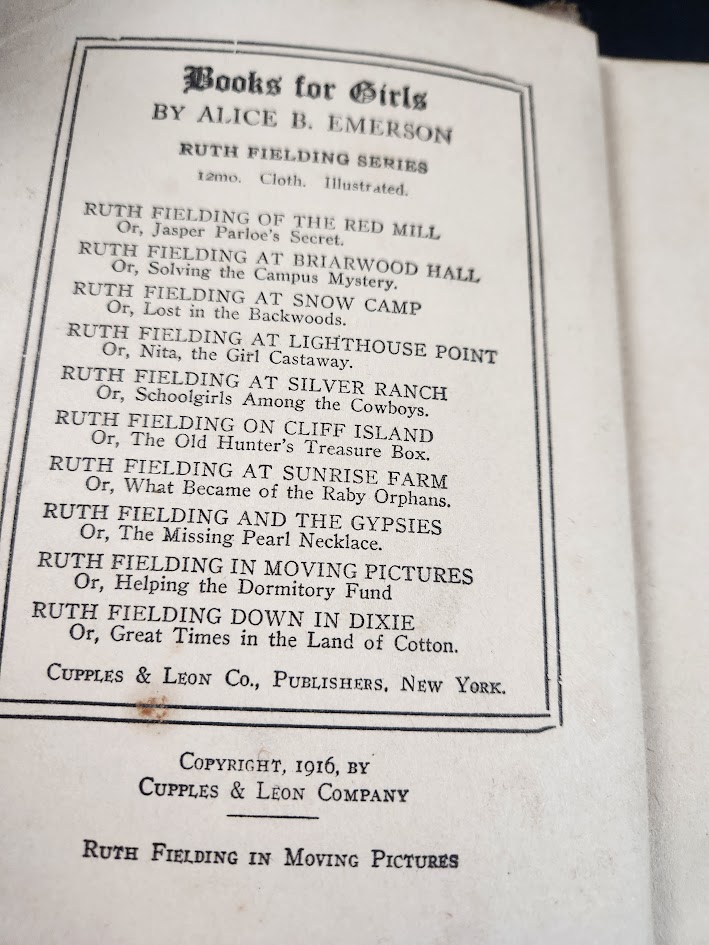 Books for Girls
BY ALICE B. EMERSON
RUTH FIELDING SERIES
12mo. Cloth. Illustrated.
RUTH FIELDING OF THE RED MILL
Or, Jasper Parloe's Secret.
RUTH FIELDING AT BRIARWOOD HALL
Or, Solving the Campus Mystery.
RUTH FIELDING AT SNOW CAMP
Or, Lost in the Backwoods.
RUTH FIELDING AT LIGHTHOUSE POINT
Or, Nita, the Girl Castaway.
RUTH FIELDING AT SILVER RANCH
Or, Schoolgirls Among the Cowboys.
RUTH FIELDING ON CLIFF ISLAND
Or, The Old Hunter's Treasure Box.
RUTH FIELDING AT SUNRISE FARM
Or, What Became of the Raby Orphans.
RUTH FIELDING AND THE GYPSIES
Or, The Missing Pearl Necklace.
RUTH FIELDING IN MOVING PICTURES
Or, Helping the Dormitory Fund
RUTH FIELDING DOWN IN DIXIE
Or, Great Times in the Land of Cotton.
CUPPLES & LEON CO., PUBLISHERS, NEW YORK.
COPYRIGHT, 1916, BY
CUPPLES & LEON COMPANY
RUTH FIELDING IN MOVING PICTURES